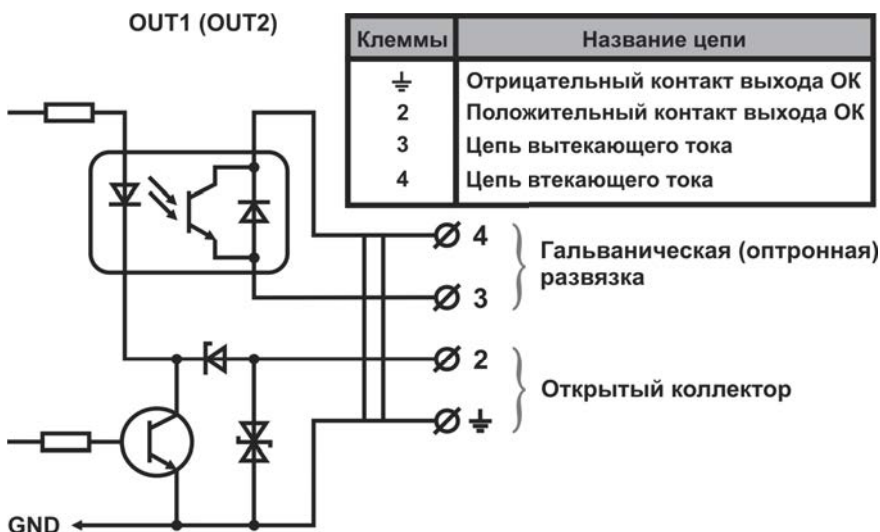 OUT1 (OUT2)
Клеммы Название цепи
⏚ Отрицательный контакт выхода ОК
2 Положительный контакт выхода ОК
3 Цепь вытекающего тока
4 Цепь втекающего тока
4
Гальваническая (оптронная)
развязка
3
2
Открытый коллектор
⏚
GND